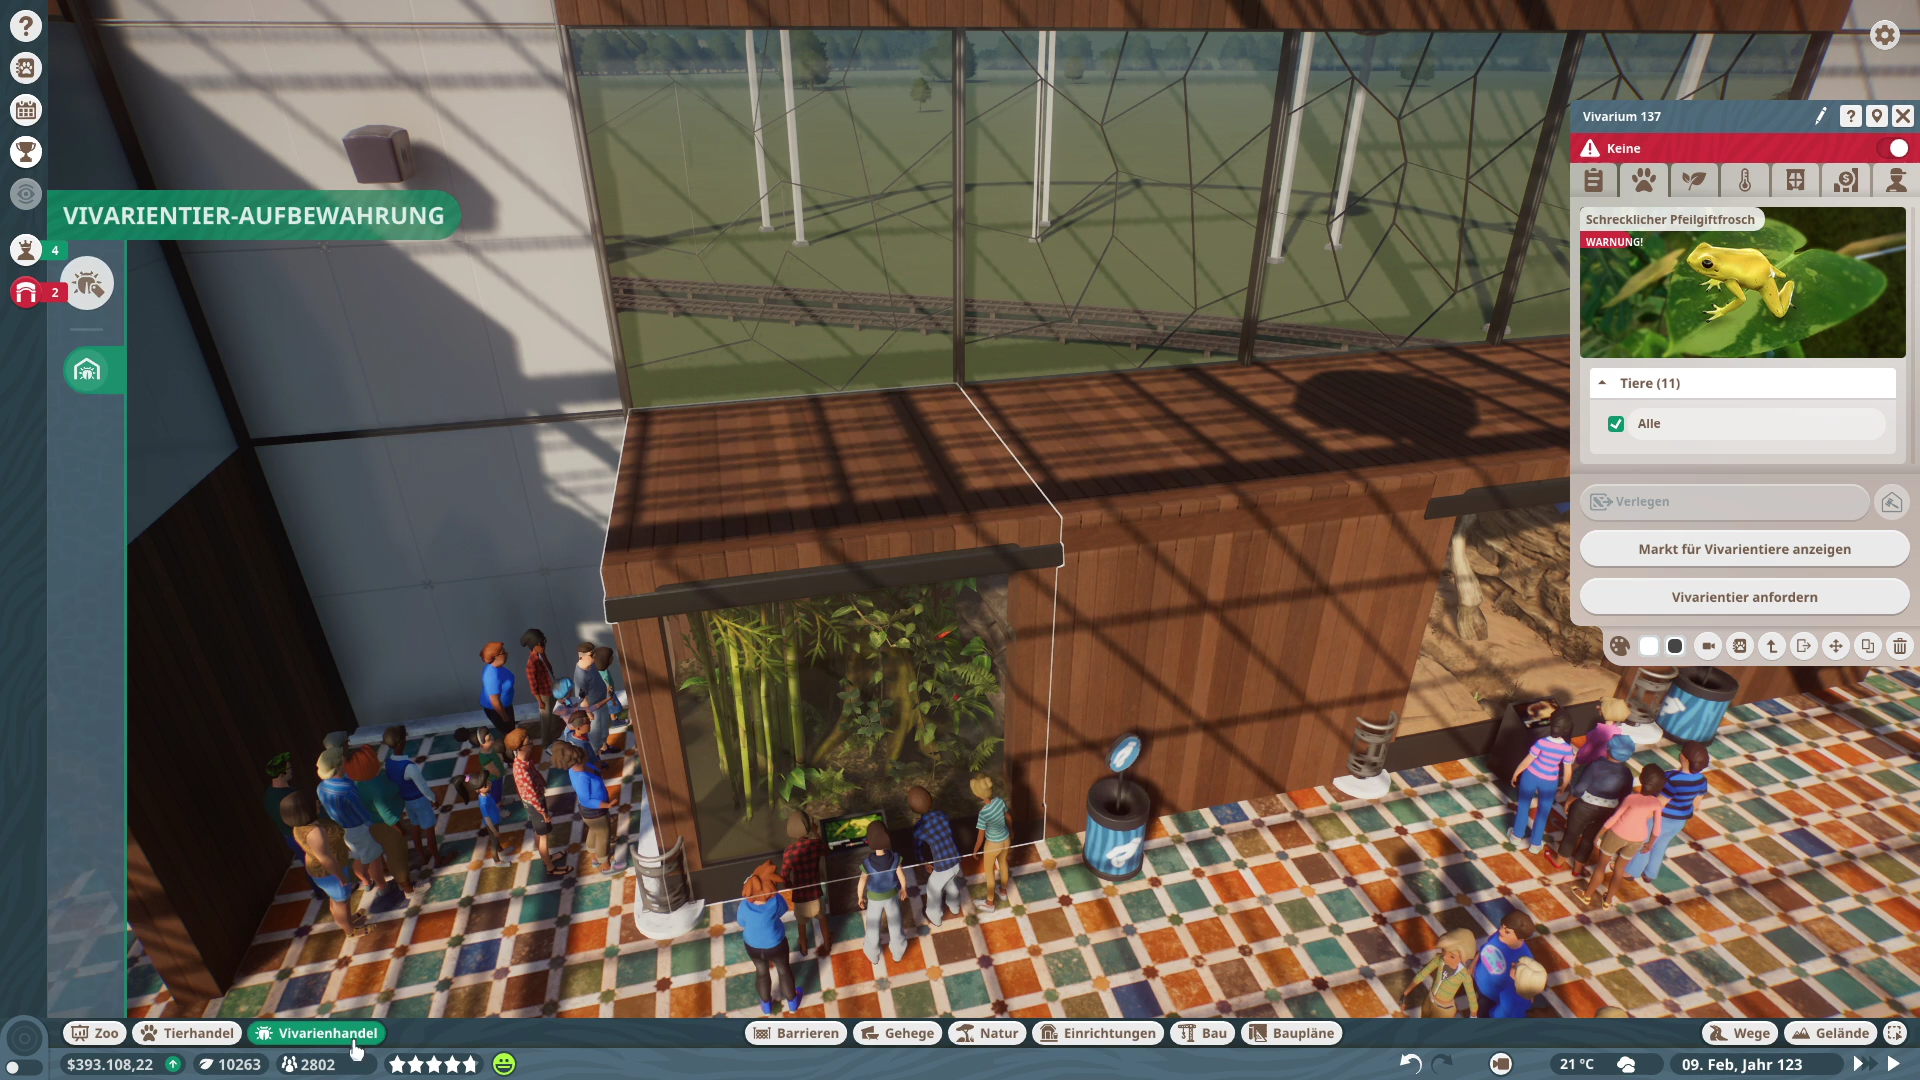 VIVARIENTIER-AUFBEWAHRUNG
4
2
Vivarium 137
?
Keine
Schrecklicher Pfeilgiftfrosch
WARNUNG!
Tiere (11)
Alle
Verlegen
Markt für Vivarientiere anzeigen
Vivarientier anfordern
Zoo
Tierhandel
Vivarienhandel
Barrieren
Gehege
Natur
Einrichtungen
Bau
Baupläne
Wege
Gelände
$393.108,22
10263
2802
21 °C
09. Feb, Jahr 123